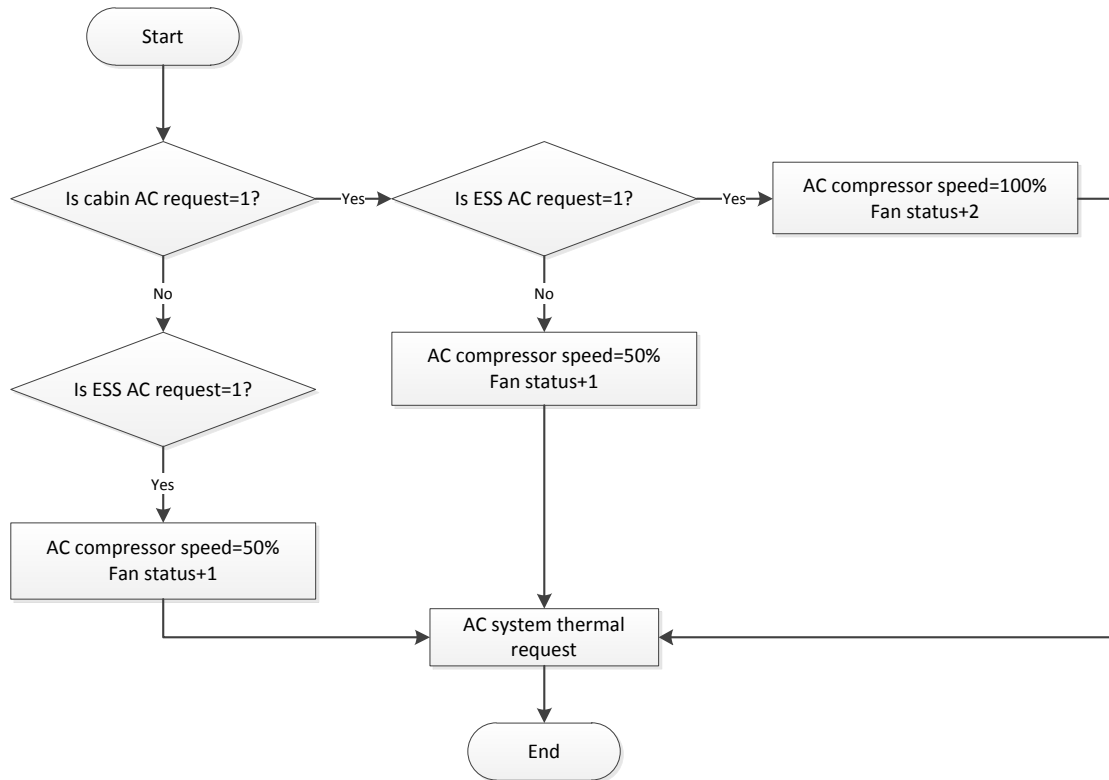 Start
Is cabin AC request=1?
Yes
Is ESS AC request=1?
Yes
AC compressor speed=100%
Fan status+2
No
No
Is ESS AC request=1?
AC compressor speed=50%
Fan status+1
Yes
AC compressor speed=50%
Fan status+1
AC system thermal
request
End